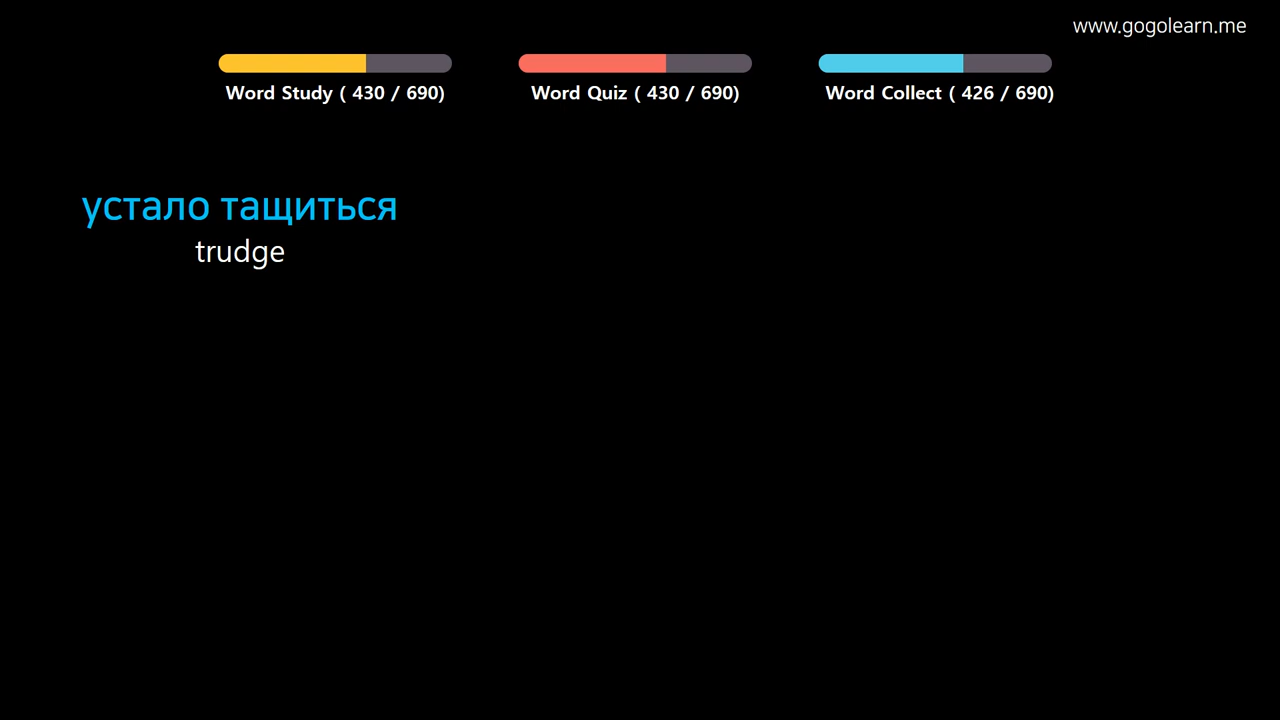 www.gogolearn.me
Word Study ( 430 / 690)
Word Quiz ( 430 / 690)
Word Collect ( 426 / 690)
устало тащиться
trudge